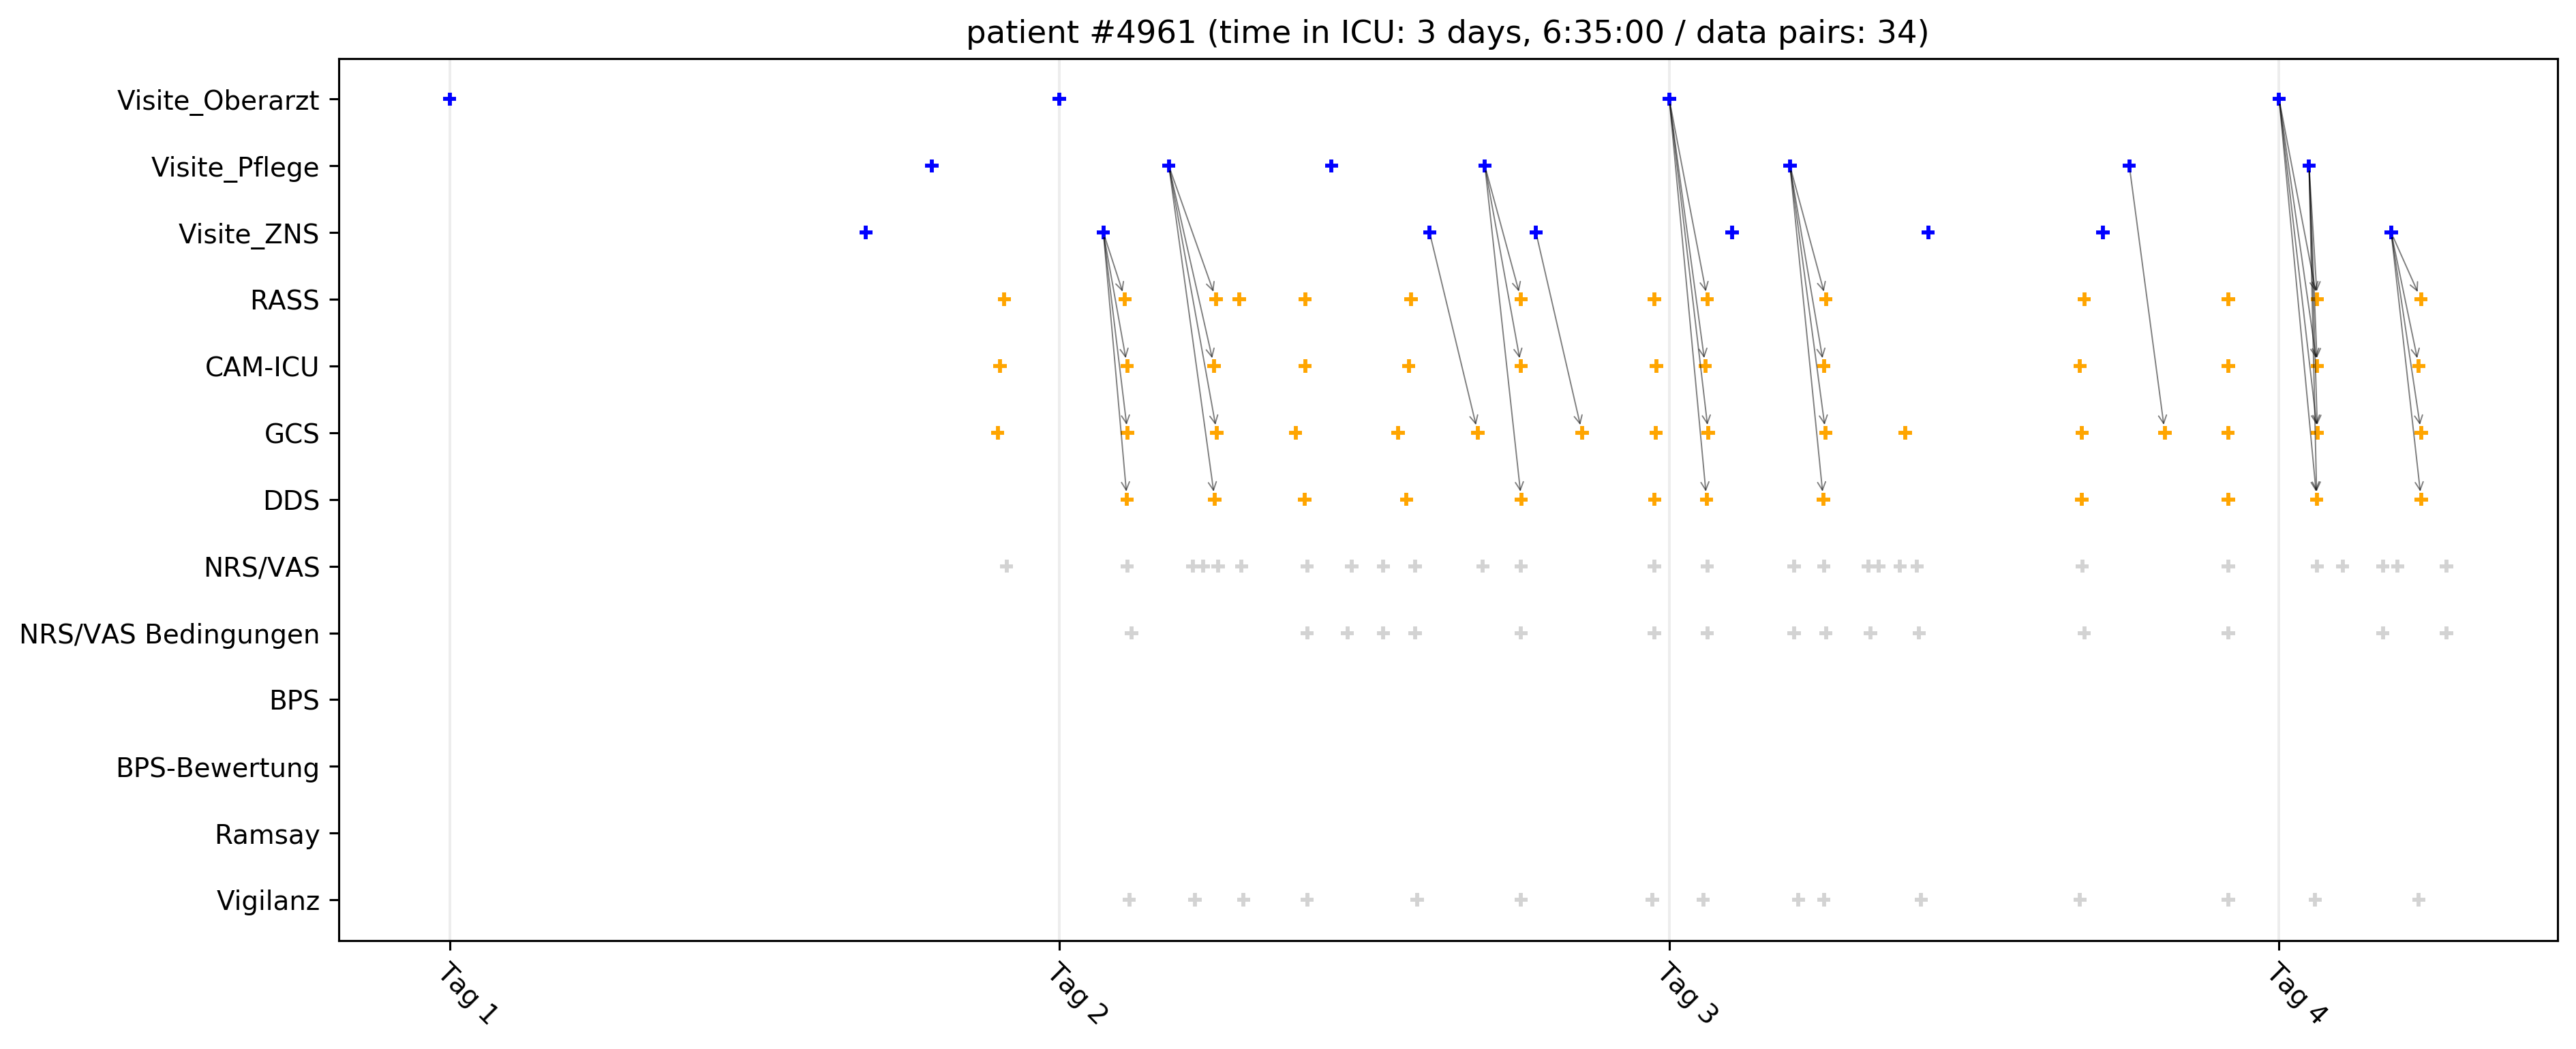 patient #4961 (time in ICU: 3 days, 6:35:00 / data pairs: 34)
Visite_Oberarzt
Visite_Pflege
Visite_ZNS
RASS
CAM-ICU
GCS
DDS
NRS/VAS
NRS/VAS Bedingungen
BPS
BPS-Bewertung
Ramsay
Vigilanz
Tag 1
Tag 2
Tag 3
Tag 4